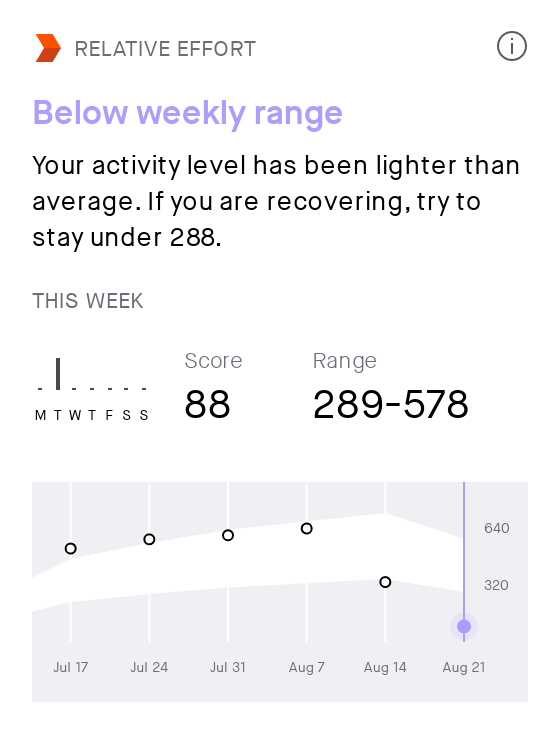 RELATIVE EFFORT
Below weekly range
Your activity level has been lighter than
average. If you are recovering, try to
stay under 288.
THIS WEEK
Score
Range
88
289-578
M T W T F S S
640
320
Jul 17
Jul 24
Jul 31
Aug 7
Aug 14
Aug 21